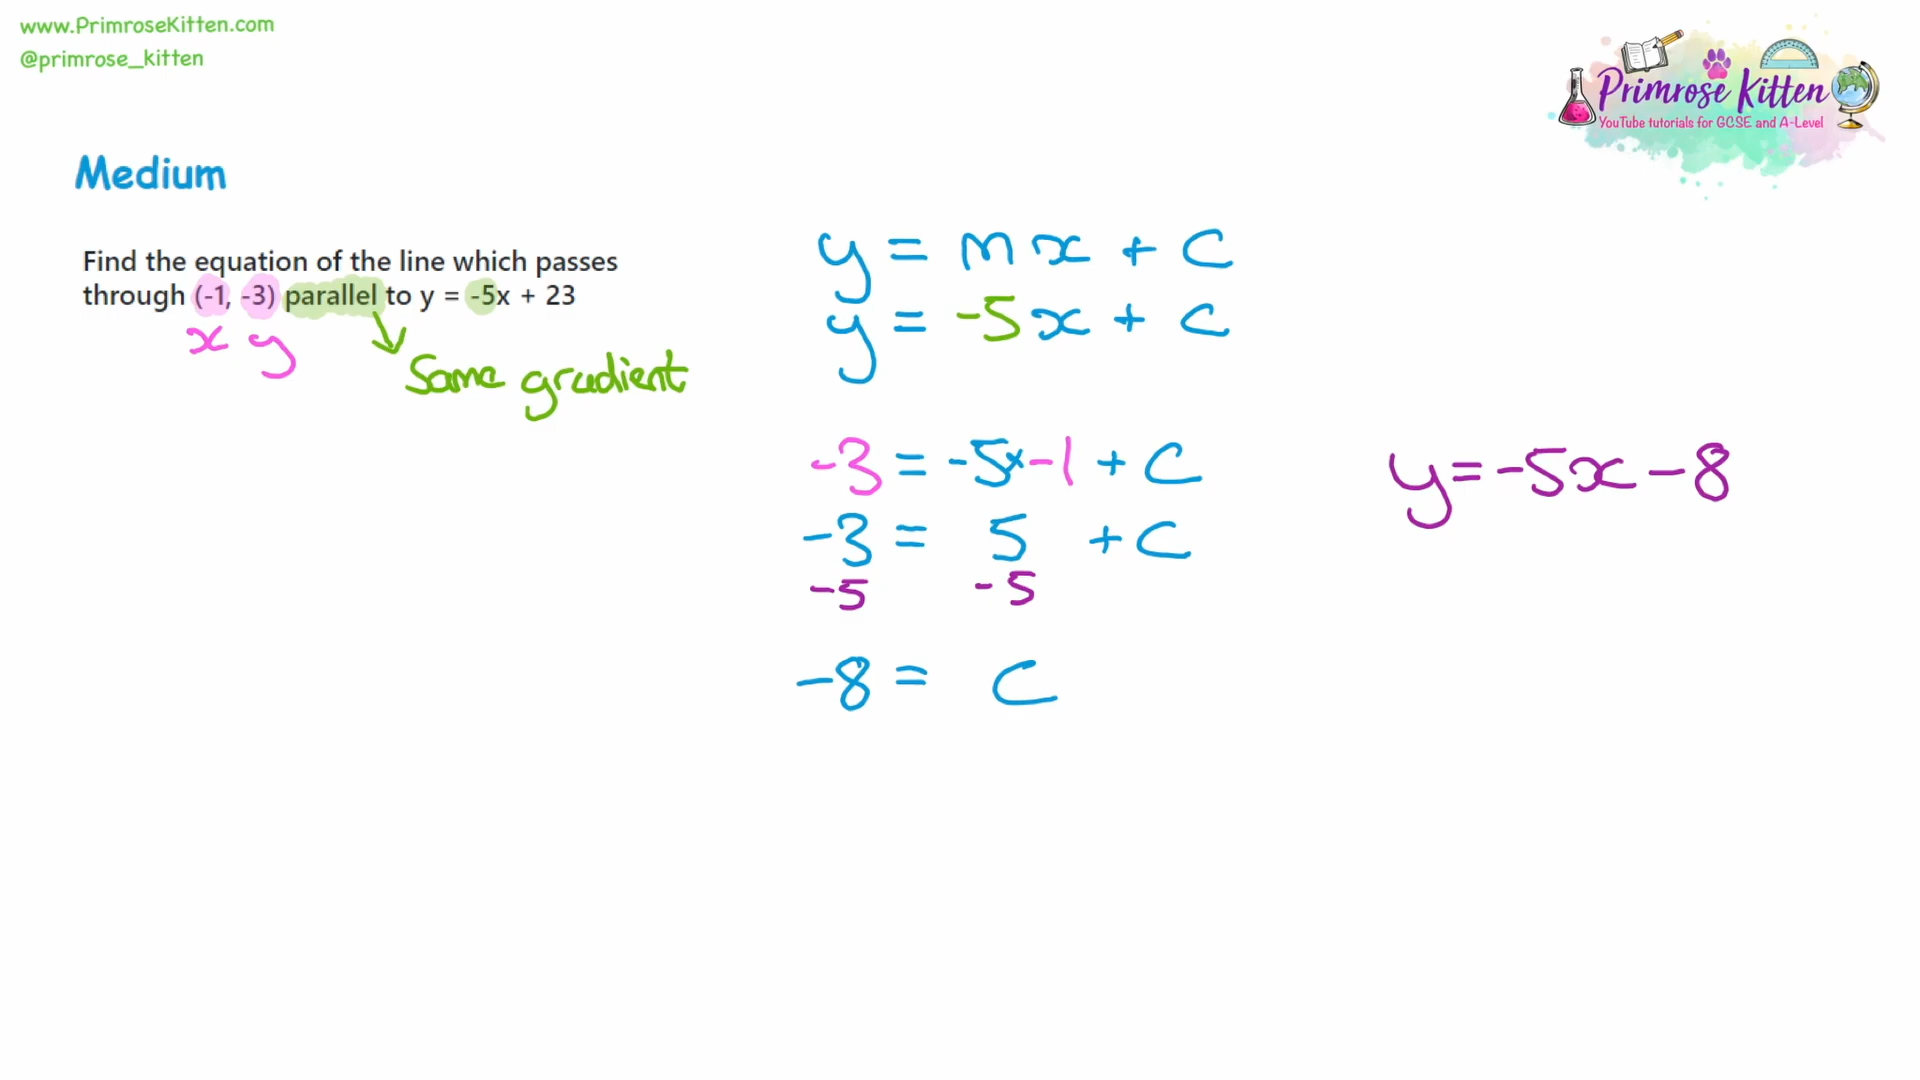 www.PrimroseKitten.com
@primrose_kitten
Primrose Kitten
YouTube tutorials for GCSE and A-Level
Medium
Find the equation of the line which passes
through (-1, -3) parallel to y = -5x + 23
x y
Same gradient
y = mx + c
y = -5x + c
-3 = -5x-1 + c
-3 = 5 + c
-5 -5
-8 = c
y = -5x - 8